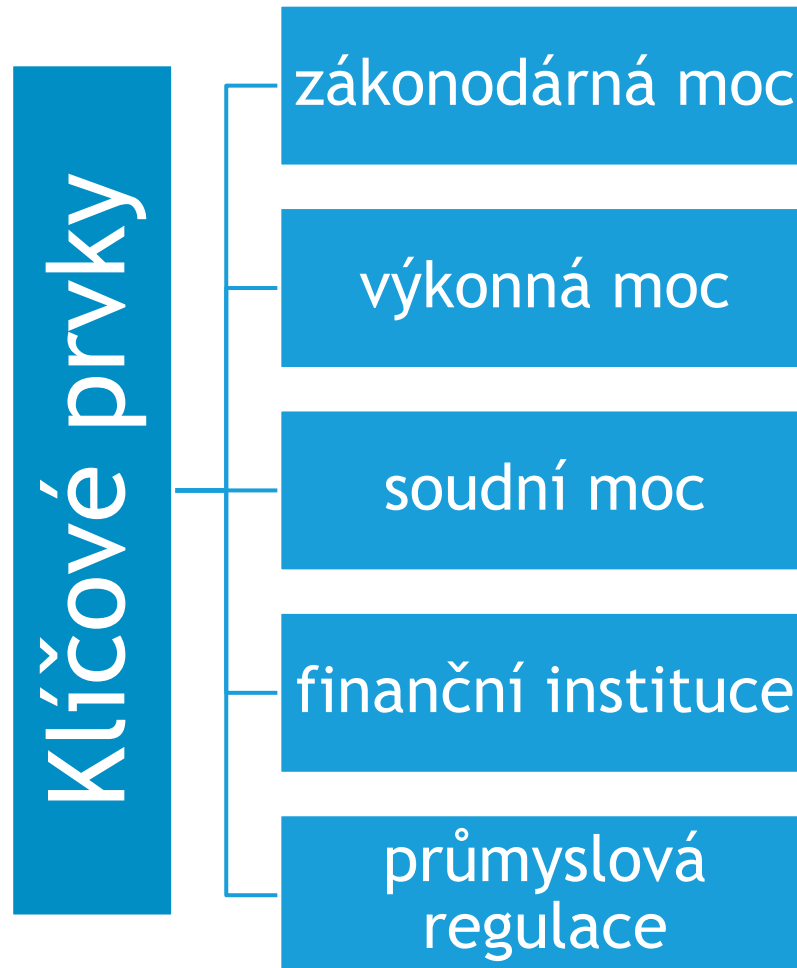 Klíčové prvky
zákonodárná moc
výkonná moc
soudní moc
finanční instituce
průmyslová
regulace